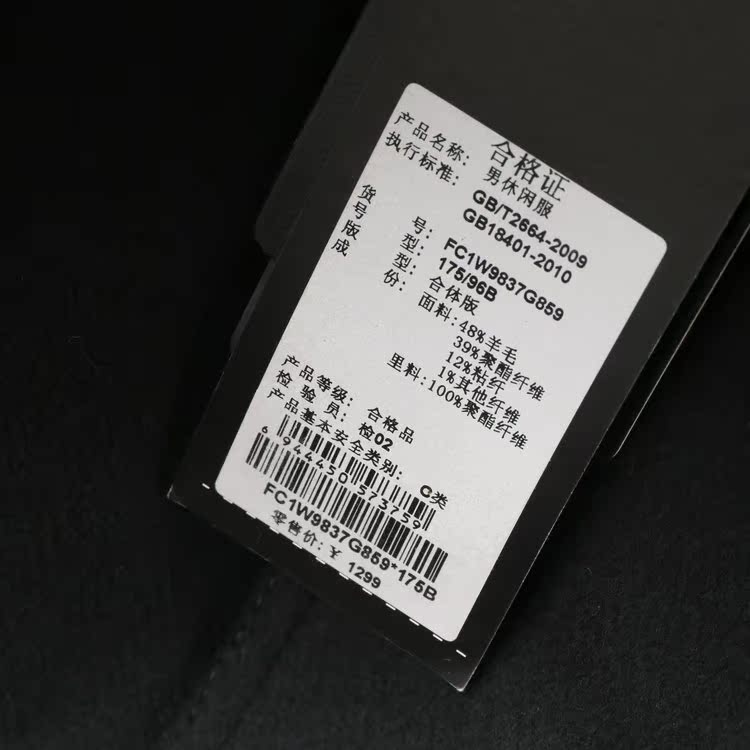 合格证
产品名称: 男休闲服
执行标准: GB/T2664-2009
GB18401-2010
货号: FC1W9837G859
号型: 175/96B
版型: 合体版
成份: 面料:48%羊毛
39%聚酯纤维
12%粘纤
1%其他纤维
里料:100%聚酯纤维
产品等级: 合格品
检验员: 检02
产品基本安全类别: C类
6 944450 573759
FC1W9837G859*175B
零售价:¥ 1299